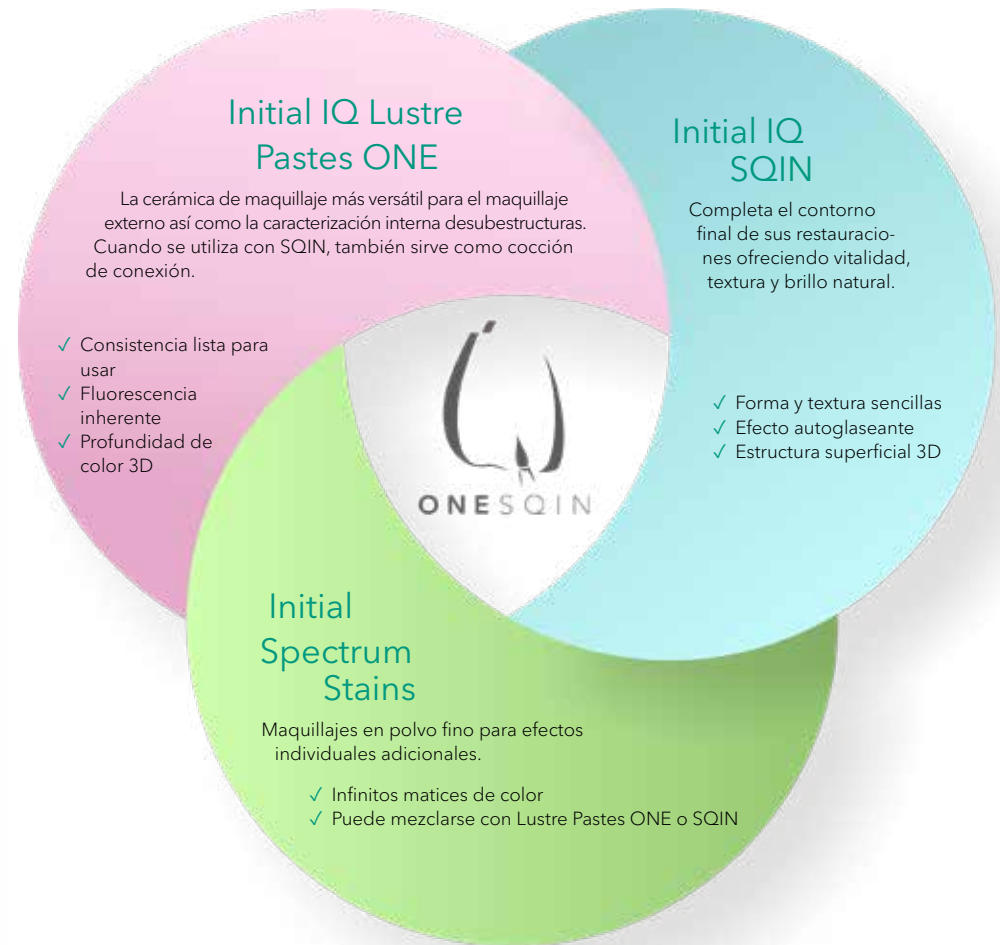 Initial IQ Lustre
Pastes ONE
La cerámica de maquillaje más versátil para el maquillaje
externo así como la caracterización interna desubestructuras.
Cuando se utiliza con SQIN, también sirve como cocción
de conexión.
✓ Consistencia lista para
usar
✓ Fluorescencia
inherente
✓ Profundidad de
color 3D
Initial IQ
SQIN
Completa el contorno
final de sus restauracio-
nes ofreciendo vitalidad,
textura y brillo natural.
✓ Forma y textura sencillas
✓ Efecto autoglaseante
✓ Estructura superficial 3D
ONESQIN
Initial
Spectrum
Stains
Maquillajes en polvo fino para efectos
individuales adicionales.
✓ Infinitos matices de color
✓ Puede mezclarse con Lustre Pastes ONE o SQIN